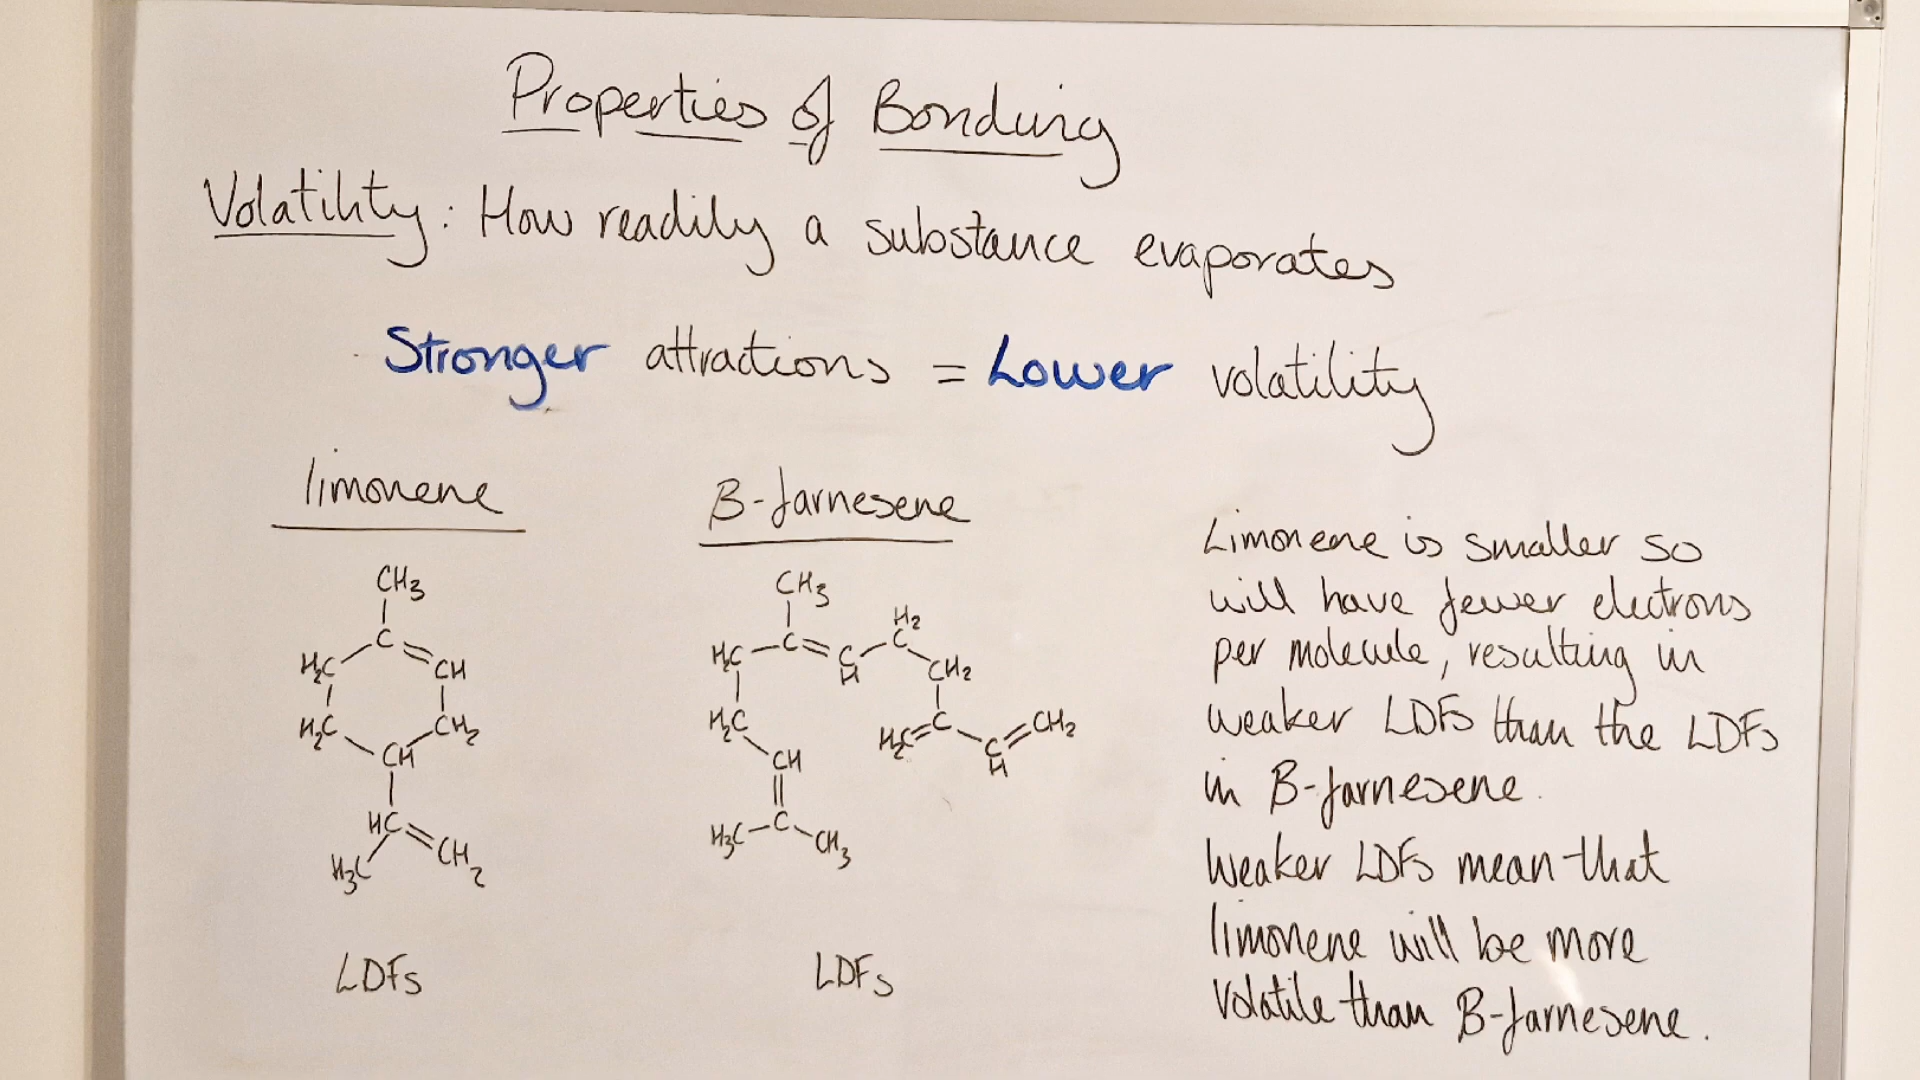 Properties of Bonding
Volatility: How readily a substance evaporates
Stronger attractions = Lower volatility
limonene
CH3
C
H2C
CH
H2C
CH2
CH
HC
H3C
CH2
LDFs
B-farnesene
CH3
H2
H2C
C
C
C
H
CH2
H2C
H2C
C
CH2
C
H
CH
H3C
C
CH3
LDFs
Limonene is smaller so
will have fewer electrons
per molecule, resulting in
weaker LDFs than the LDFs
in B-farnesene.
Weaker LDFs mean that
limonene will be more
volatile than B-farnesene.